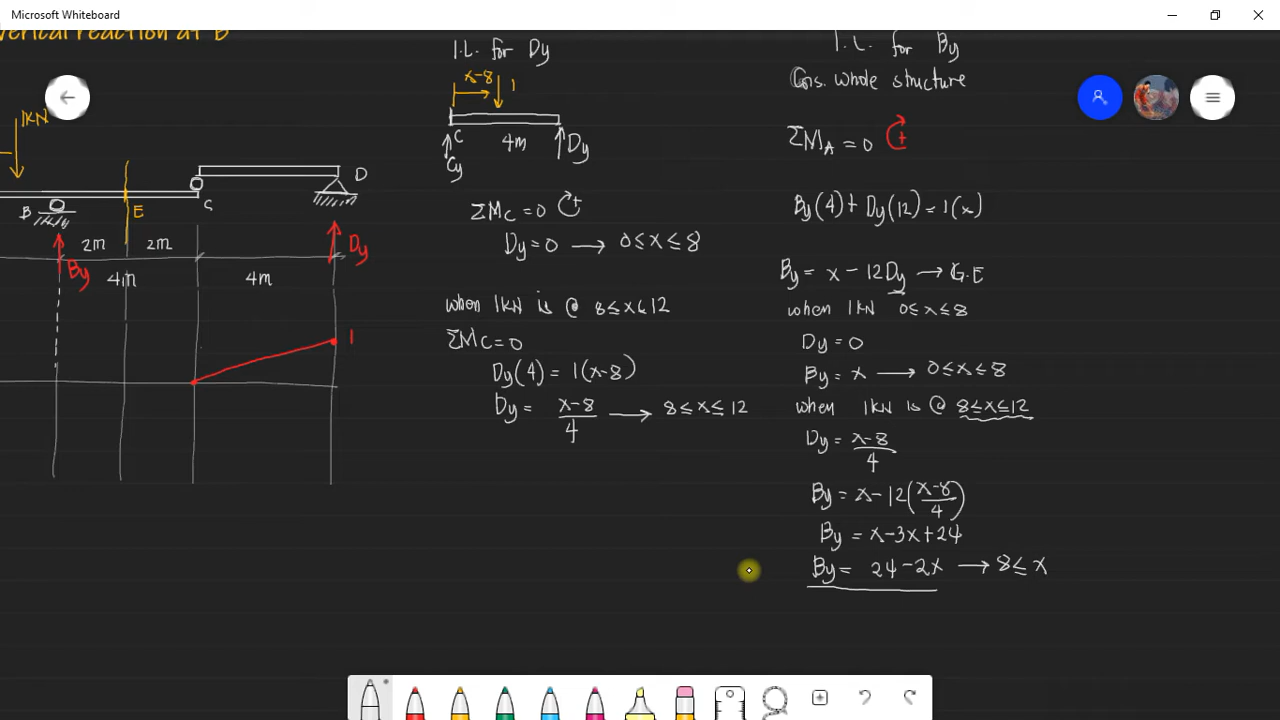 Microsoft Whiteboard
vertical reaction at B
1kN
B
E
C
D
2m
2m
By
Dy
4m
4m
1
I.L. for Dy
x-8
1
C
4m
Cy
Dy
ΣMc=0 +
Dy=0 → 0≤x≤8
when 1kN is @ 8≤x≤12
ΣMc=0
Dy(4) = 1(x-8)
Dy = x-8/4 → 8≤x≤12
I.L. for By
Cons. whole structure
ΣMA = 0 +
By(4) + Dy(12) = 1(x)
By = x - 12Dy → G.E
when 1kN 0≤x≤8
Dy = 0
By = x → 0≤x≤8
when 1kN is @ 8≤x≤12
Dy = x-8/4
By = x-12(x-8/4)
By = x-3x+24
By = 24-2x → 8≤x